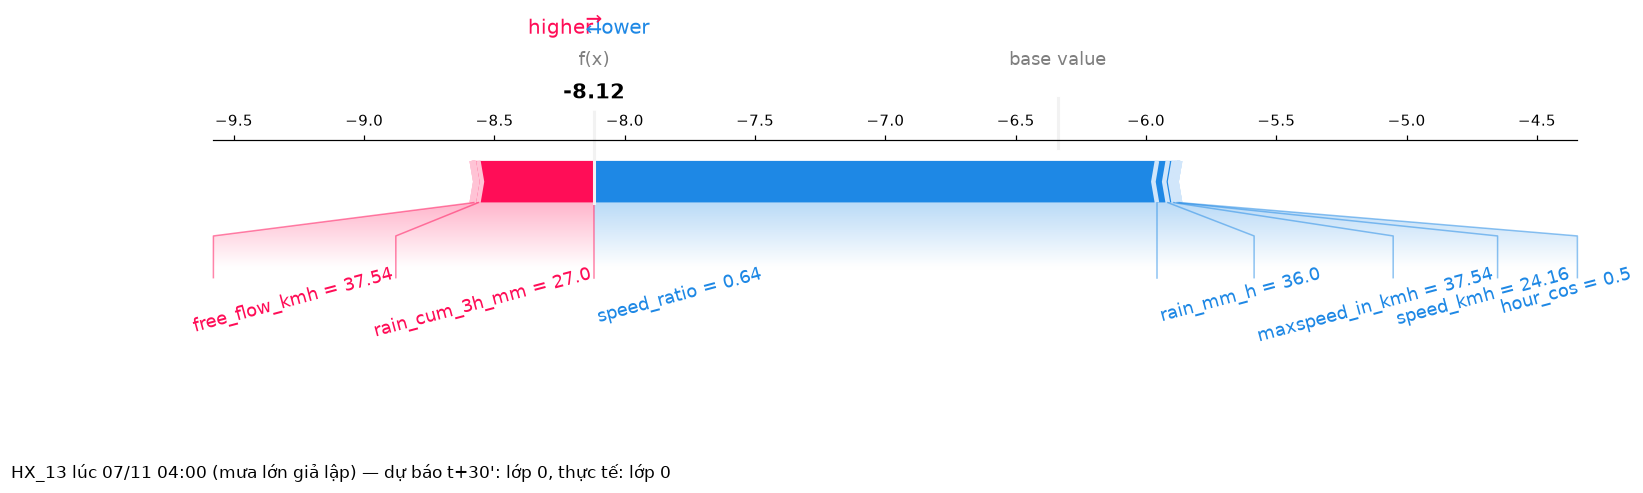 higher⇄lower
f(x) base value
-8.12
−9.5 −9.0 −8.5 −8.0 −7.5 −7.0 −6.5 −6.0 −5.5 −5.0 −4.5
free_flow_kmh = 37.54
rain_cum_3h_mm = 27.0
speed_ratio = 0.64
rain_mm_h = 36.0
maxspeed_in_kmh = 37.54
speed_kmh = 24.16
hour_cos = 0.5
HX_13 lúc 07/11 04:00 (mưa lớn giả lập) — dự báo t+30': lớp 0, thực tế: lớp 0